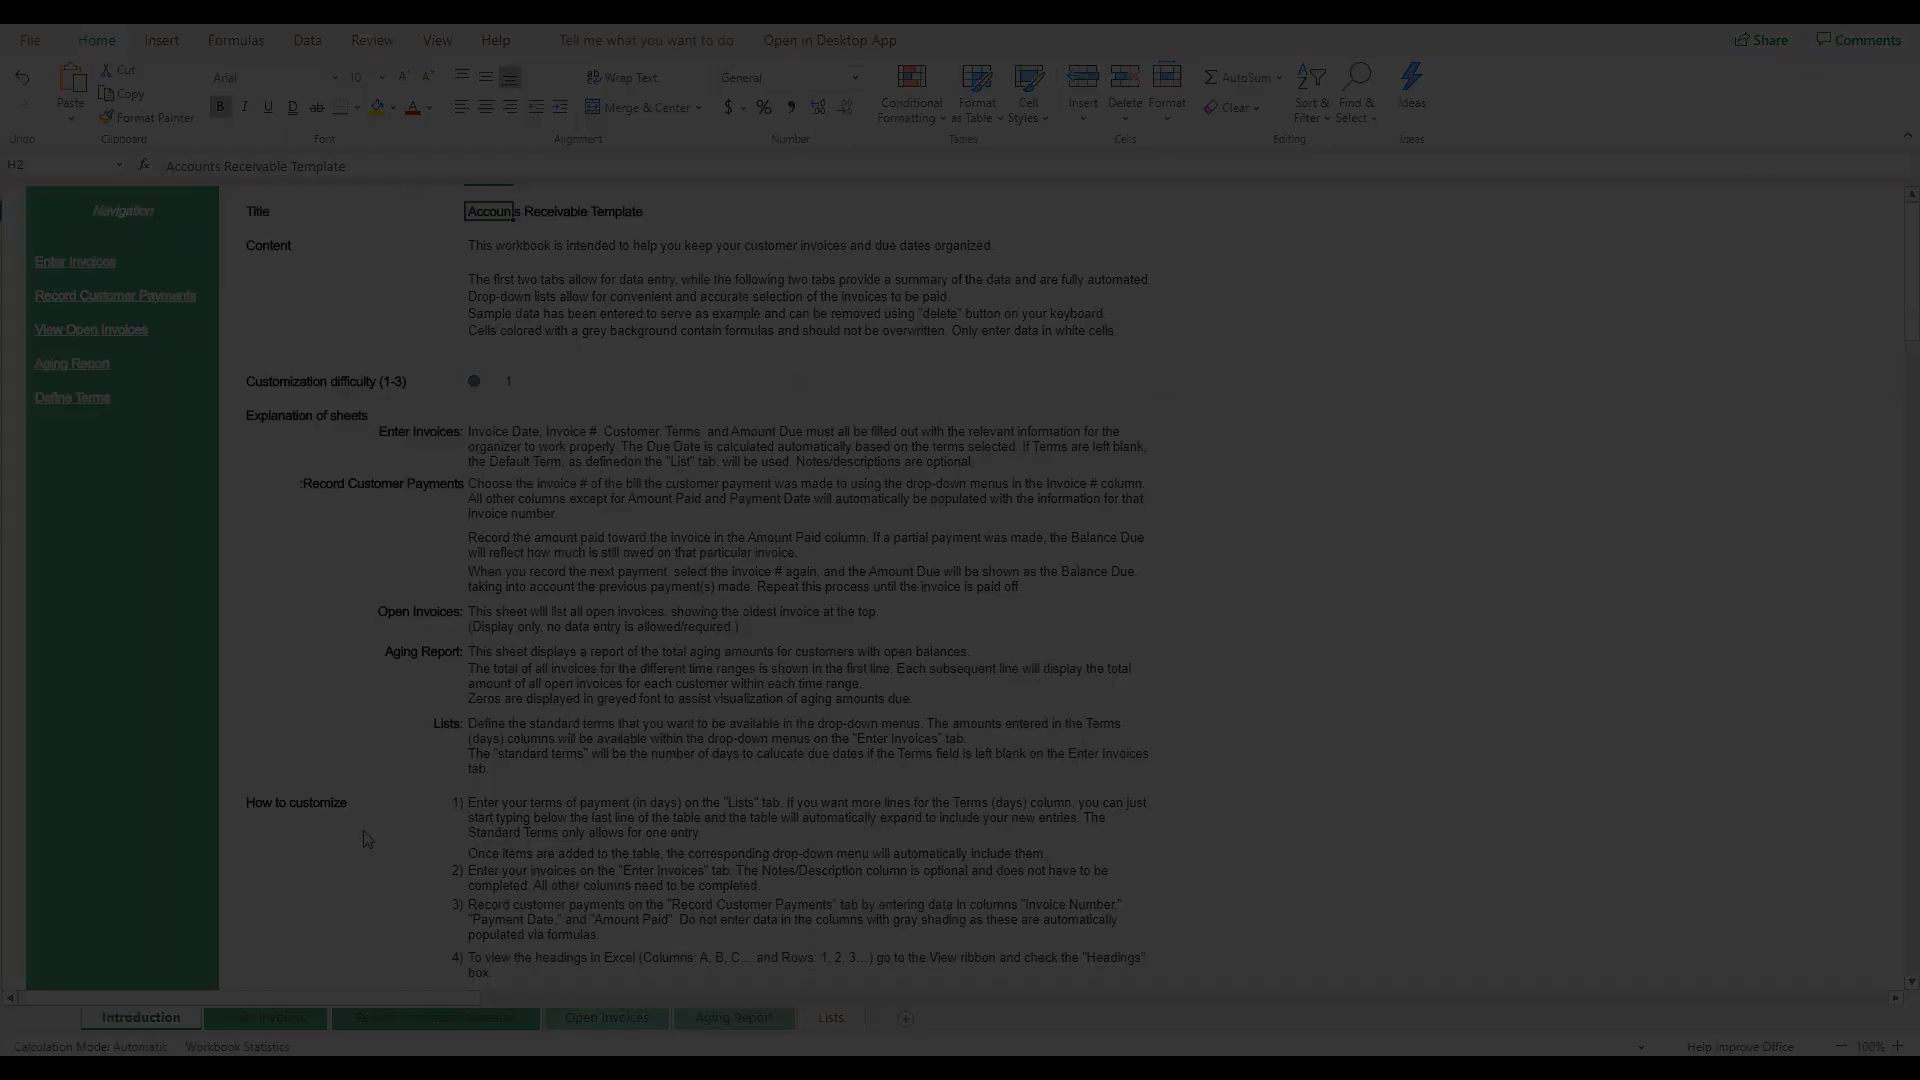 File Home Insert Formulas Data Review View Help Tell me what you want to do Open in Desktop App Share Comments
Cut
Copy
Paste
Format Painter
Arial 10
B I U D ab A
Wrap Text
Merge & Center
General
$ % 9
Conditional Formatting
Format as Table
Cell Styles
Insert Delete Format
AutoSum
Clear
Sort & Filter
Find & Select
Ideas
Undo Clipboard Font Alignment Number Tables Cells Editing Ideas
H2 fx Accounts Receivable Template
Navigation
Enter Invoices
Record Customer Payments
View Open Invoices
Aging Report
Define Terms
Title Accounts Receivable Template
Content This workbook is intended to help you keep your customer invoices and due dates organized.
The first two tabs allow for data entry, while the following two tabs provide a summary of the data and are fully automated.
Drop-down lists allow for convenient and accurate selection of the invoices to be paid.
Sample data has been entered to serve as example and can be removed using "delete" button on your keyboard.
Cells colored with a grey background contain formulas and should not be overwritten. Only enter data in white cells.
Customization difficulty (1-3) 1
Explanation of sheets
Enter Invoices: Invoice Date, Invoice #, Customer, Terms, and Amount Due must all be filled out with the relevant information for the
organizer to work properly. The Due Date is calculated automatically based on the terms selected. If Terms are left blank,
the Default Term, as definedon the "List" tab, will be used. Notes/descriptions are optional.
:Record Customer Payments Choose the invoice # of the bill the customer payment was made to using the drop-down menus in the Invoice # column.
All other columns except for Amount Paid and Payment Date will automatically be populated with the information for that
invoice number.
Record the amount paid toward the invoice in the Amount Paid column. If a partial payment was made, the Balance Due
will reflect how much is still owed on that particular invoice.
When you record the next payment, select the invoice # again, and the Amount Due will be shown as the Balance Due,
taking into account the previous payment(s) made. Repeat this process until the invoice is paid off.
Open Invoices: This sheet will list all open invoices, showing the oldest invoice at the top.
(Display only, no data entry is allowed/required.)
Aging Report: This sheet displays a report of the total aging amounts for customers with open balances.
The total of all invoices for the different time ranges is shown in the first line. Each subsequent line will display the total
amount of all open invoices for each customer within each time range.
Zeros are displayed in greyed font to assist visualization of aging amounts due.
Lists: Define the standard terms that you want to be available in the drop-down menus. The amounts entered in the Terms
(days) columns will be available within the drop-down menus on the "Enter Invoices" tab.
The "standard terms" will be the number of days to calucate due dates if the Terms field is left blank on the Enter Invoices
tab.
How to customize 1) Enter your terms of payment (in days) on the "Lists" tab. If you want more lines for the Terms (days) column, you can just
start typing below the last line of the table and the table will automatically expand to include your new entries. The
Standard Terms only allows for one entry.
Once items are added to the table, the corresponding drop-down menu will automatically include them.
2) Enter your invoices on the "Enter Invoices" tab. The Notes/Description column is optional and does not have to be
completed. All other columns need to be completed.
3) Record customer payments on the "Record Customer Payments" tab by entering data in columns "Invoice Number,"
"Payment Date," and "Amount Paid". Do not enter data in the columns with gray shading as these are automatically
populated via formulas.
4) To view the headings in Excel (Columns: A, B, C... and Rows: 1, 2, 3...) go to the View ribbon and check the "Headings"
box.
Introduction Enter Invoices Open Invoices Aging Report Lists
Calculation Mode: Automatic Workbook Statistics Help Improve Office 100%